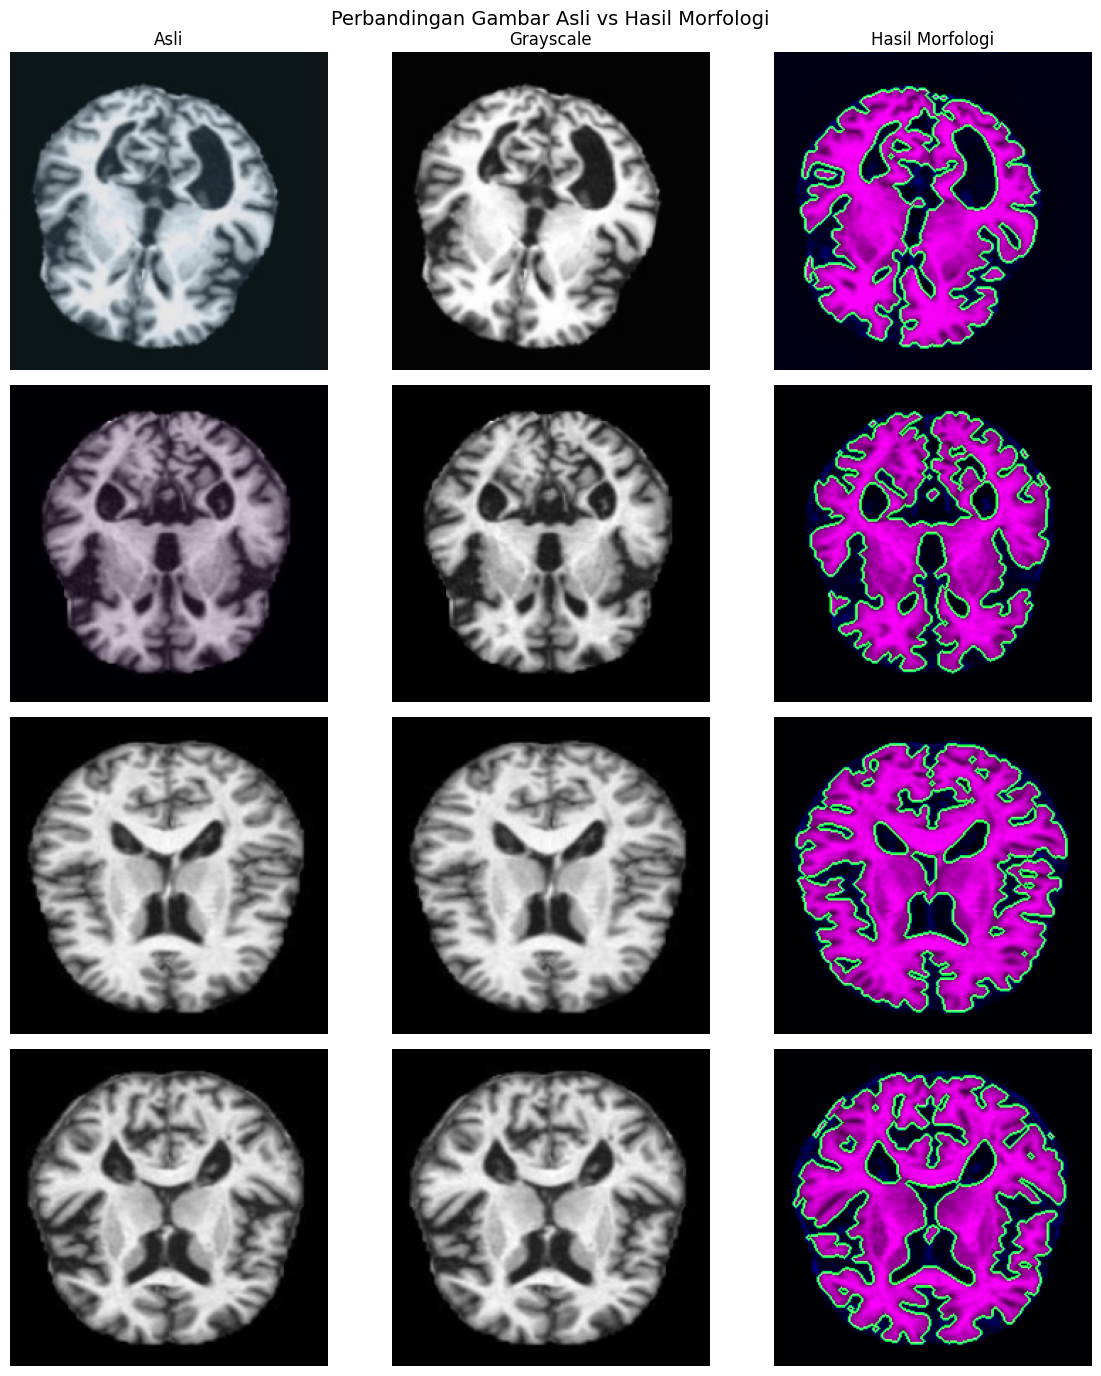 Perbandingan Gambar Asli vs Hasil Morfologi
Asli
Grayscale
Hasil Morfologi